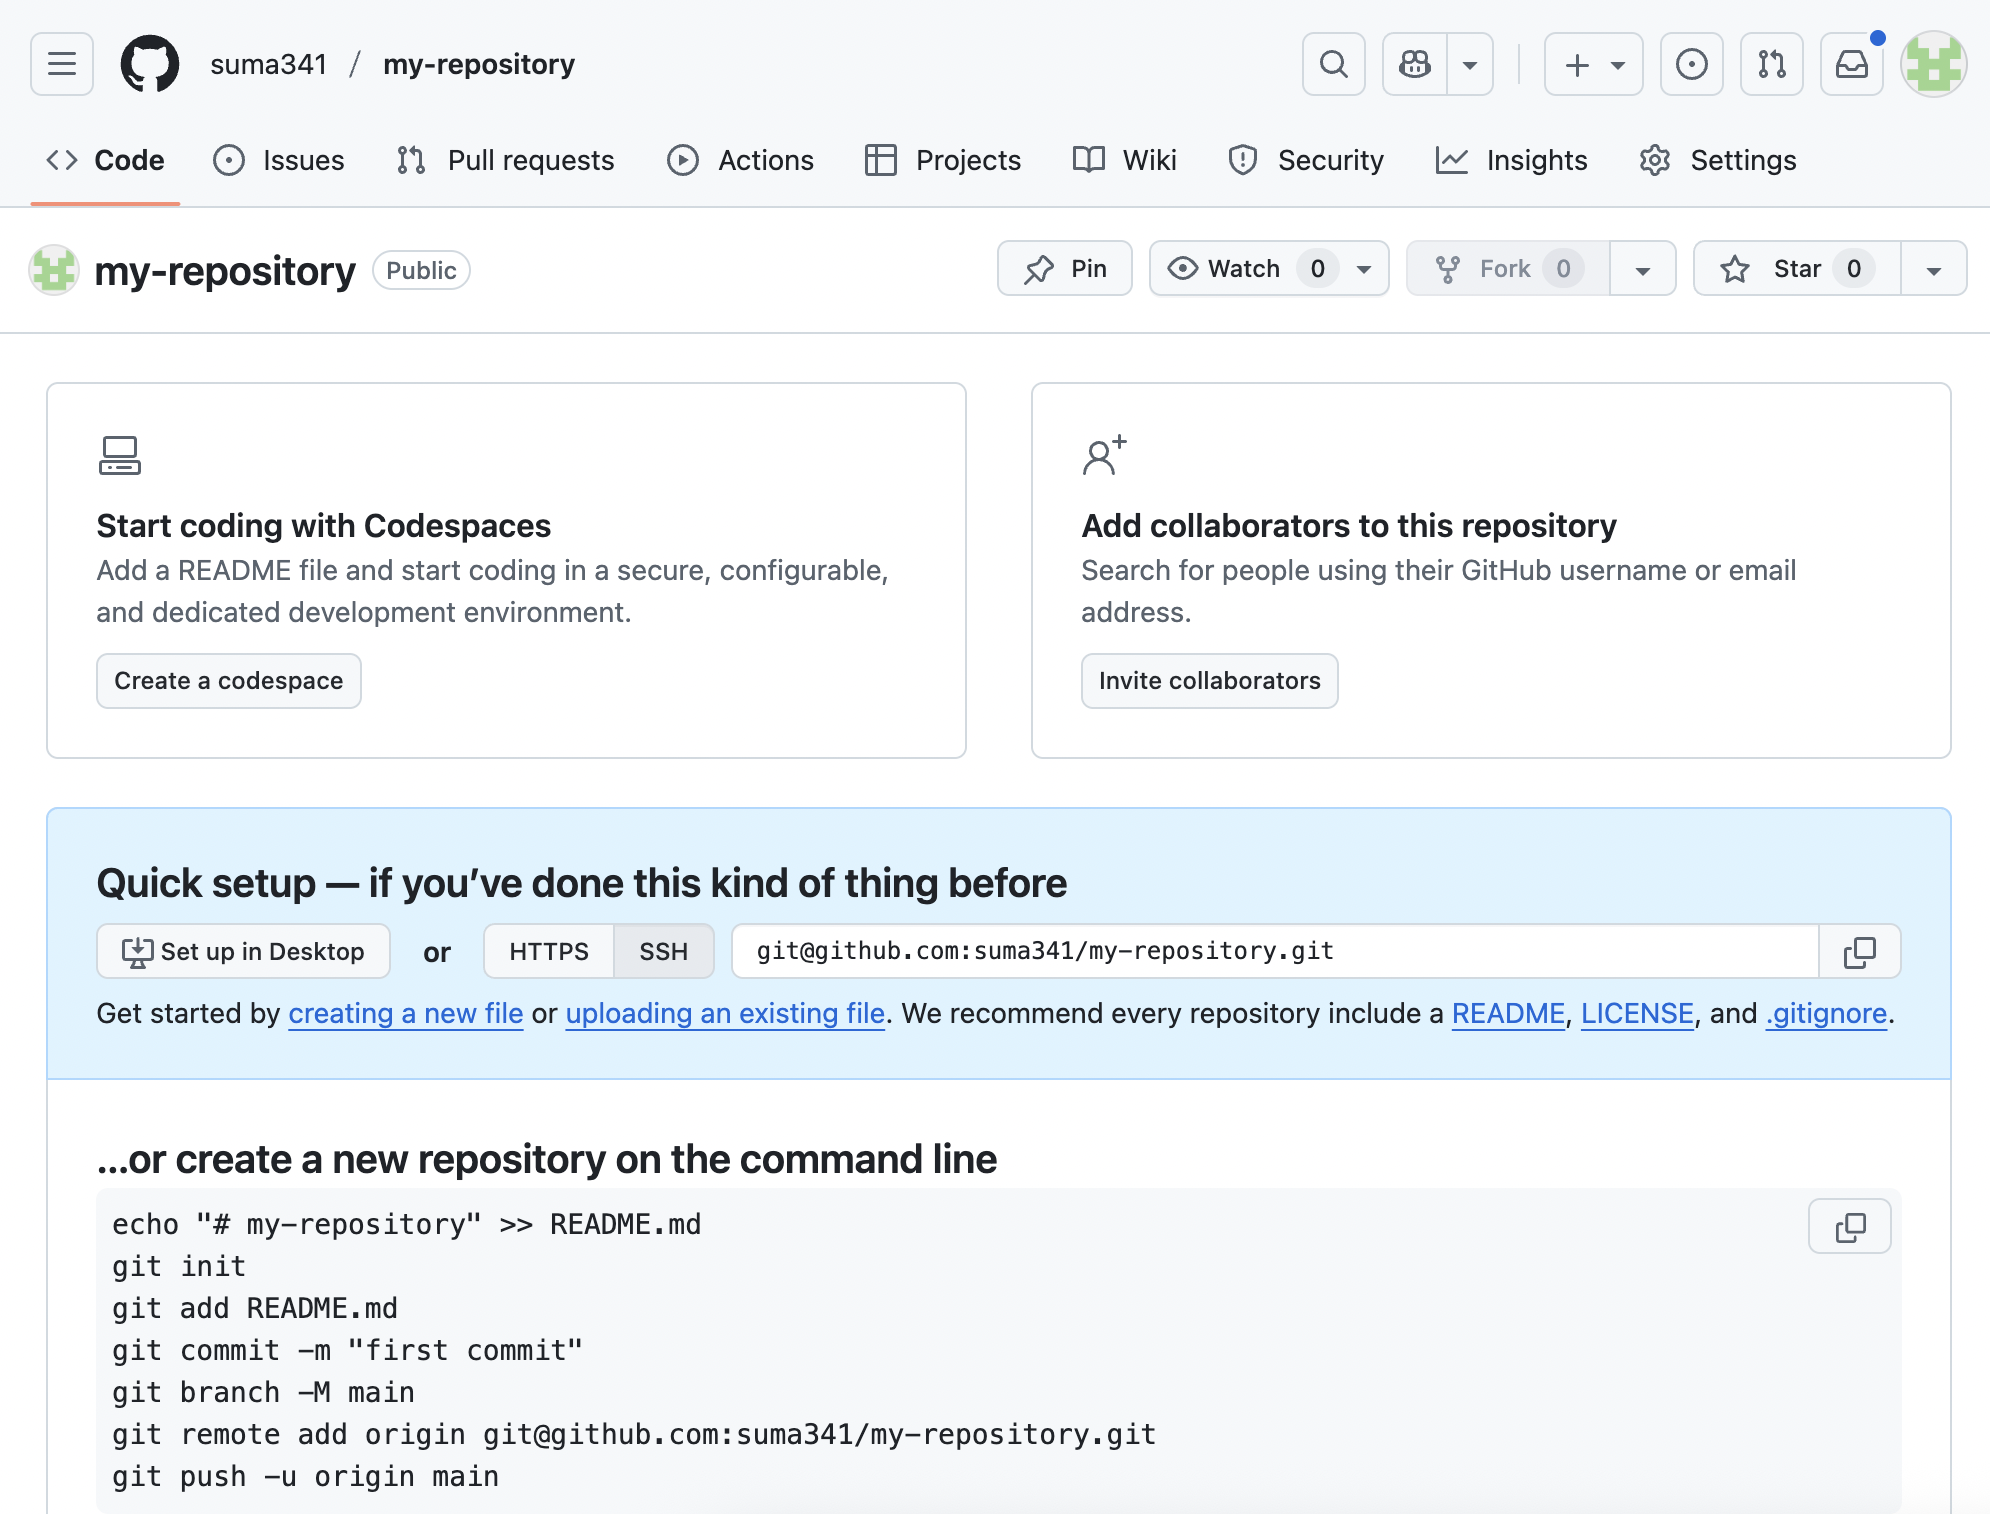 suma341 / my-repository
Code Issues Pull requests Actions Projects Wiki Security Insights Settings
my-repository Public Pin Watch 0 Fork 0 Star 0
Start coding with Codespaces
Add a README file and start coding in a secure, configurable,
and dedicated development environment.
Create a codespace
Add collaborators to this repository
Search for people using their GitHub username or email
address.
Invite collaborators
Quick setup — if you’ve done this kind of thing before
Set up in Desktop or HTTPS SSH git@github.com:suma341/my-repository.git
Get started by creating a new file or uploading an existing file. We recommend every repository include a README, LICENSE, and .gitignore.
…or create a new repository on the command line
echo "# my-repository" >> README.md
git init
git add README.md
git commit -m "first commit"
git branch -M main
git remote add origin git@github.com:suma341/my-repository.git
git push -u origin main